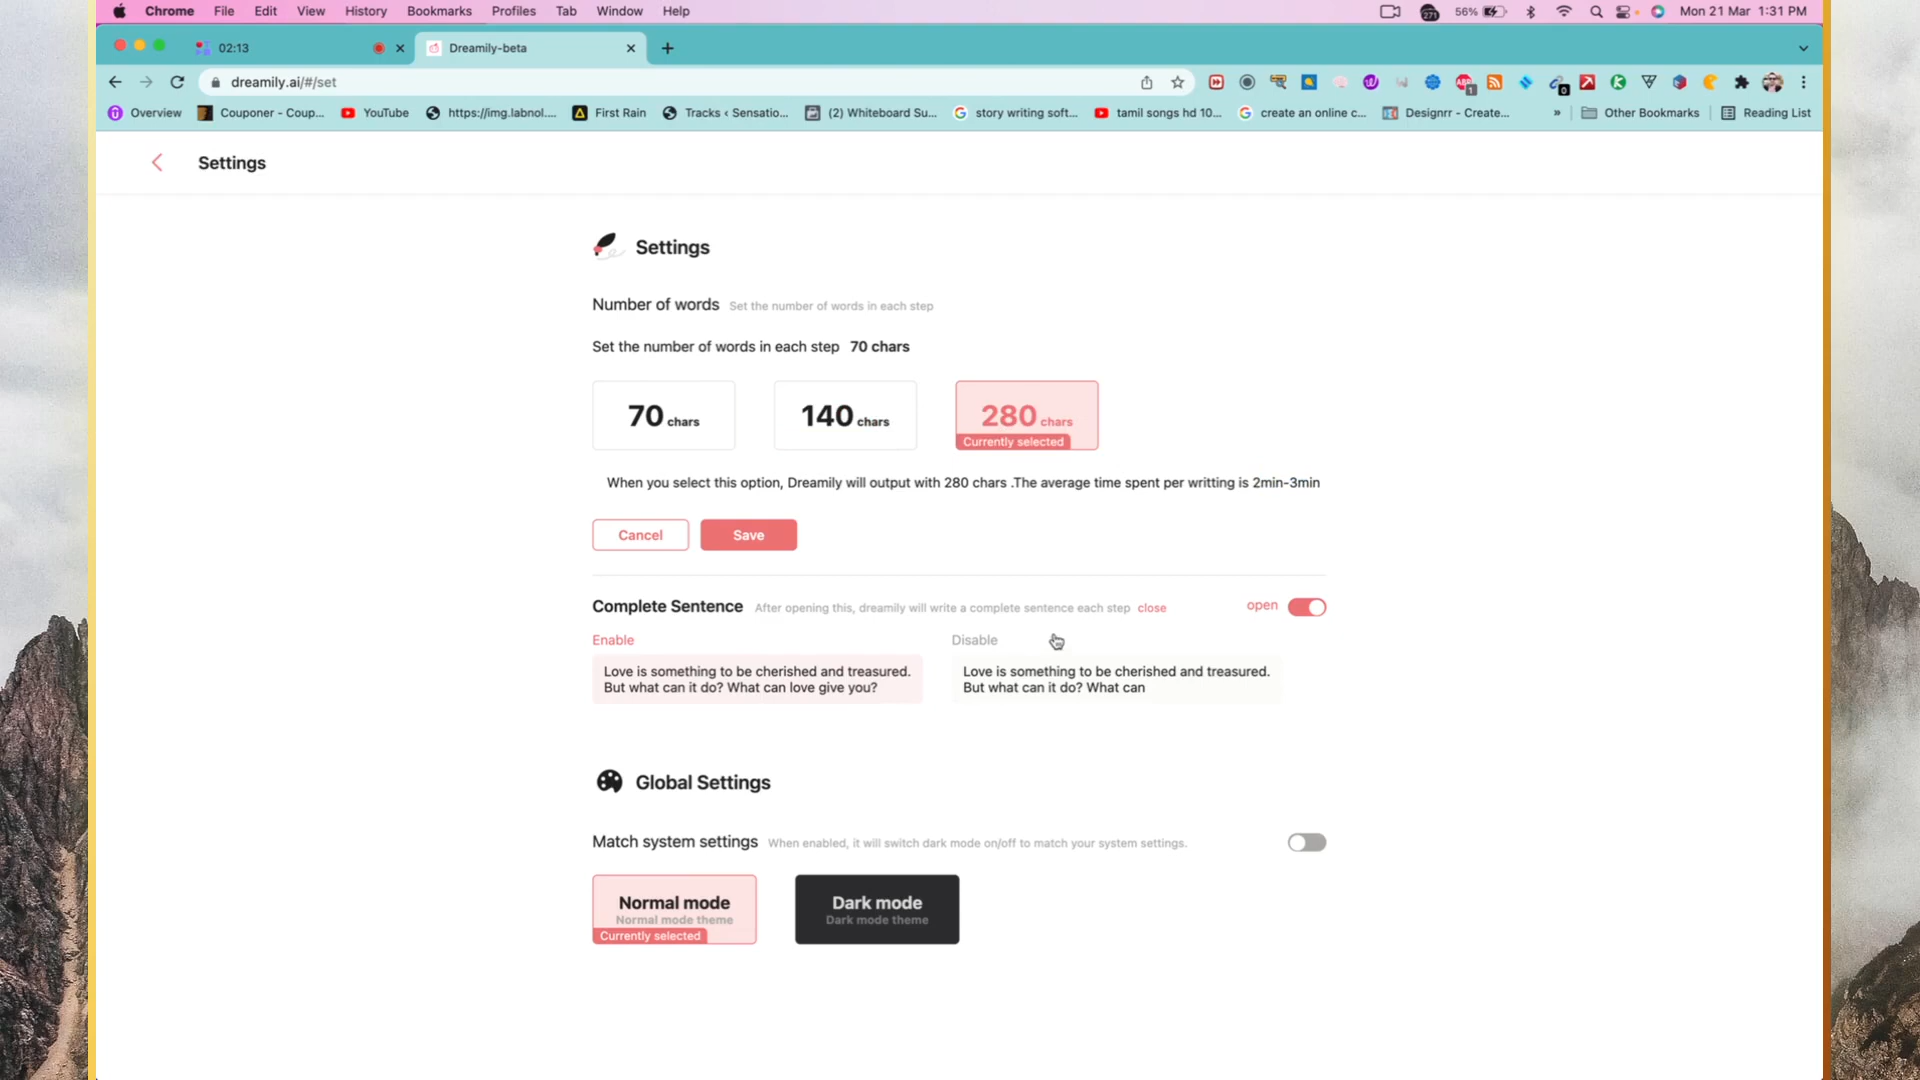 Chrome File Edit View History Bookmarks Profiles Tab Window Help 271 56% Mon 21 Mar 1:31 PM
02:13 Dreamily-beta
dreamily.ai/#/set
Overview Couponer - Coup... YouTube https://img.labnol.... First Rain Tracks ‹ Sensatio... (2) Whiteboard Su... story writing soft... tamil songs hd 10... create an online c... Designrr - Create... » Other Bookmarks Reading List
Settings
Settings
Number of words Set the number of words in each step
Set the number of words in each step 70 chars
70 chars 140 chars 280 chars
Currently selected
When you select this option, Dreamily will output with 280 chars .The average time spent per writting is 2min-3min
Cancel Save
Complete Sentence After opening this, dreamily will write a complete sentence each step close open
Enable Disable
Love is something to be cherished and treasured. Love is something to be cherished and treasured.
But what can it do? What can love give you? But what can it do? What can
Global Settings
Match system settings When enabled, it will switch dark mode on/off to match your system settings.
Normal mode Dark mode
Normal mode theme Dark mode theme
Currently selected